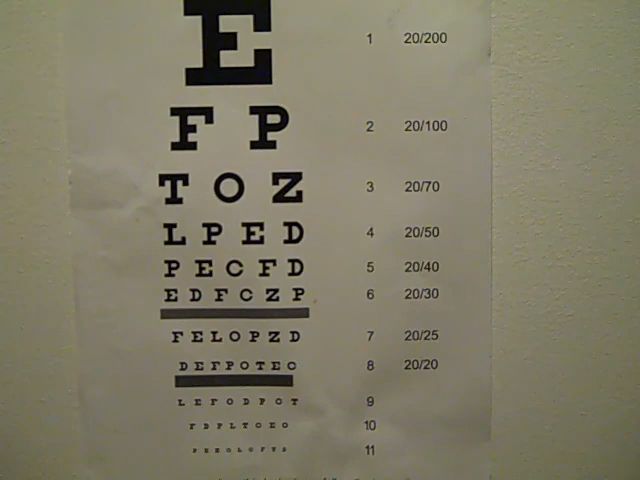 E 1 20/200
F P 2 20/100
T O Z 3 20/70
L P E D 4 20/50
P E C F D 5 20/40
E D F C Z P 6 20/30
F E L O P Z D 7 20/25
D E F P O T E C 8 20/20
L E F O D P C T 9
F D P L T C E O 10
11